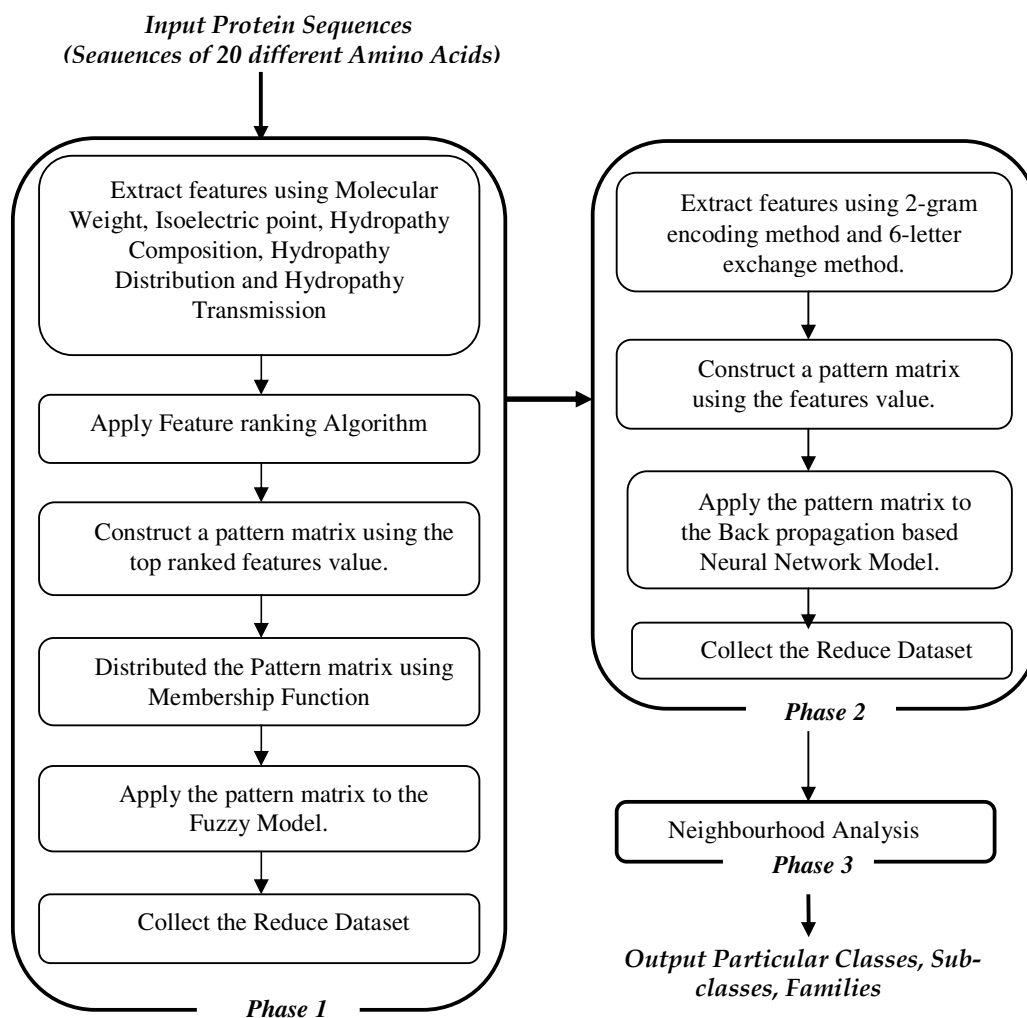 Input Protein Sequences
(Sequences of 20 different Amino Acids)
Extract features using Molecular
Weight, Isoelectric point, Hydropathy
Composition, Hydropathy
Distribution and Hydropathy
Transmission
Apply Feature ranking Algorithm
Construct a pattern matrix using the
top ranked features value.
Distributed the Pattern matrix using
Membership Function
Apply the pattern matrix to the
Fuzzy Model.
Collect the Reduce Dataset
Phase 1
Extract features using 2-gram
encoding method and 6-letter
exchange method.
Construct a pattern matrix
using the features value.
Apply the pattern matrix to
the Back propagation based
Neural Network Model.
Collect the Reduce Dataset
Phase 2
Neighbourhood Analysis
Phase 3
Output Particular Classes, Sub-
classes, Families